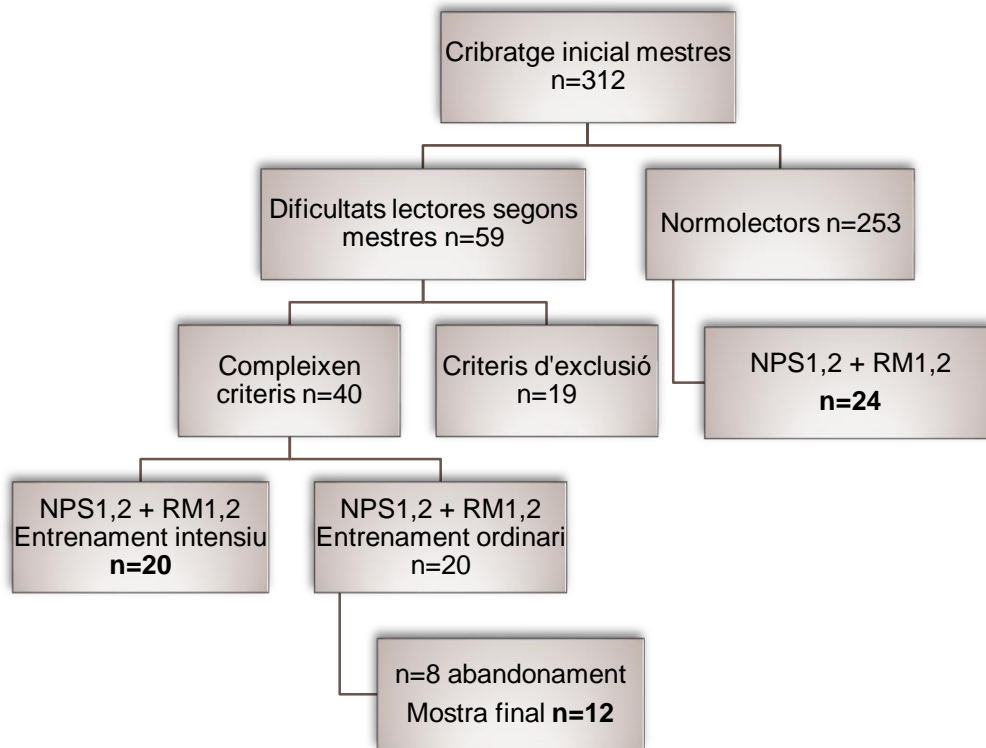 Cribratge inicial mestres
n=312
Dificultats lectores segons
mestres n=59
Normolectors n=253
Compleixen
criteris n=40
Criteris d'exclusió
n=19
NPS1,2 + RM1,2
n=24
NPS1,2 + RM1,2
Entrenament intensiu
n=20
NPS1,2 + RM1,2
Entrenament ordinari
n=20
n=8 abandonament
Mostra final n=12